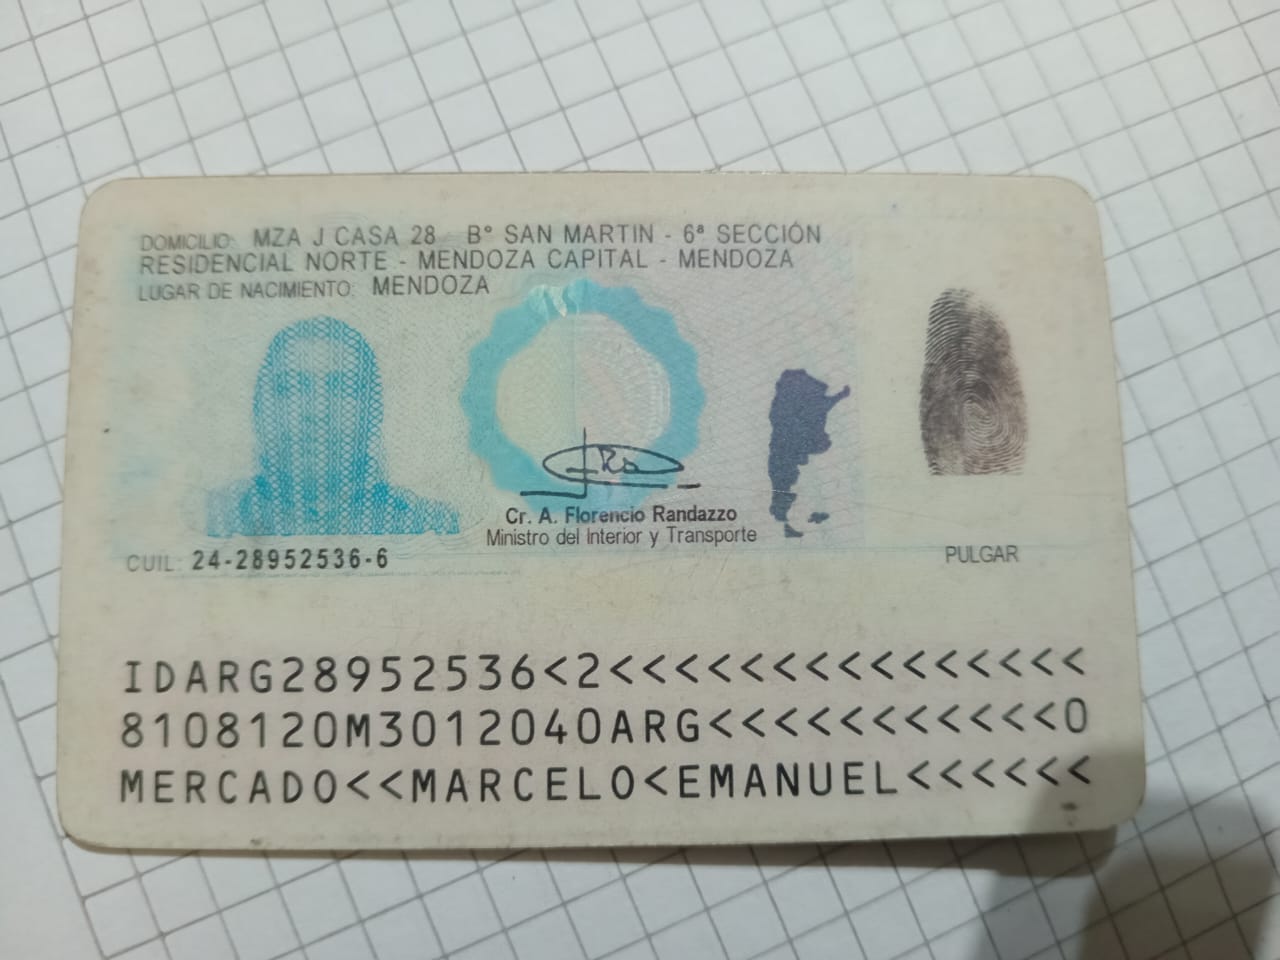 DOMICILIO: MZA J CASA 28 B° SAN MARTIN - 6ª SECCIÓN
RESIDENCIAL NORTE - MENDOZA CAPITAL - MENDOZA
LUGAR DE NACIMIENTO: MENDOZA
Cr. A. Florencio Randazzo
Ministro del Interior y Transporte
CUIL: 24-28952536-6
PULGAR
IDARG28952536<2<<<<<<<<<<<<<<<
8108120M3012040ARG<<<<<<<<<<<0
MERCADO<<MARCELO<EMANUEL<<<<<<